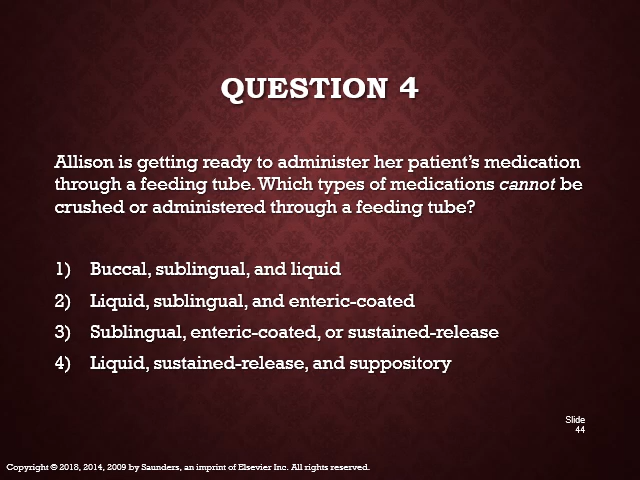 QUESTION 4
Allison is getting ready to administer her patient's medication
through a feeding tube. Which types of medications cannot be
crushed or administered through a feeding tube?
1) Buccal, sublingual, and liquid
2) Liquid, sublingual, and enteric-coated
3) Sublingual, enteric-coated, or sustained-release
4) Liquid, sustained-release, and suppository
Slide
44
Copyright © 2018, 2014, 2009 by Saunders, an imprint of Elsevier Inc. All rights reserved.